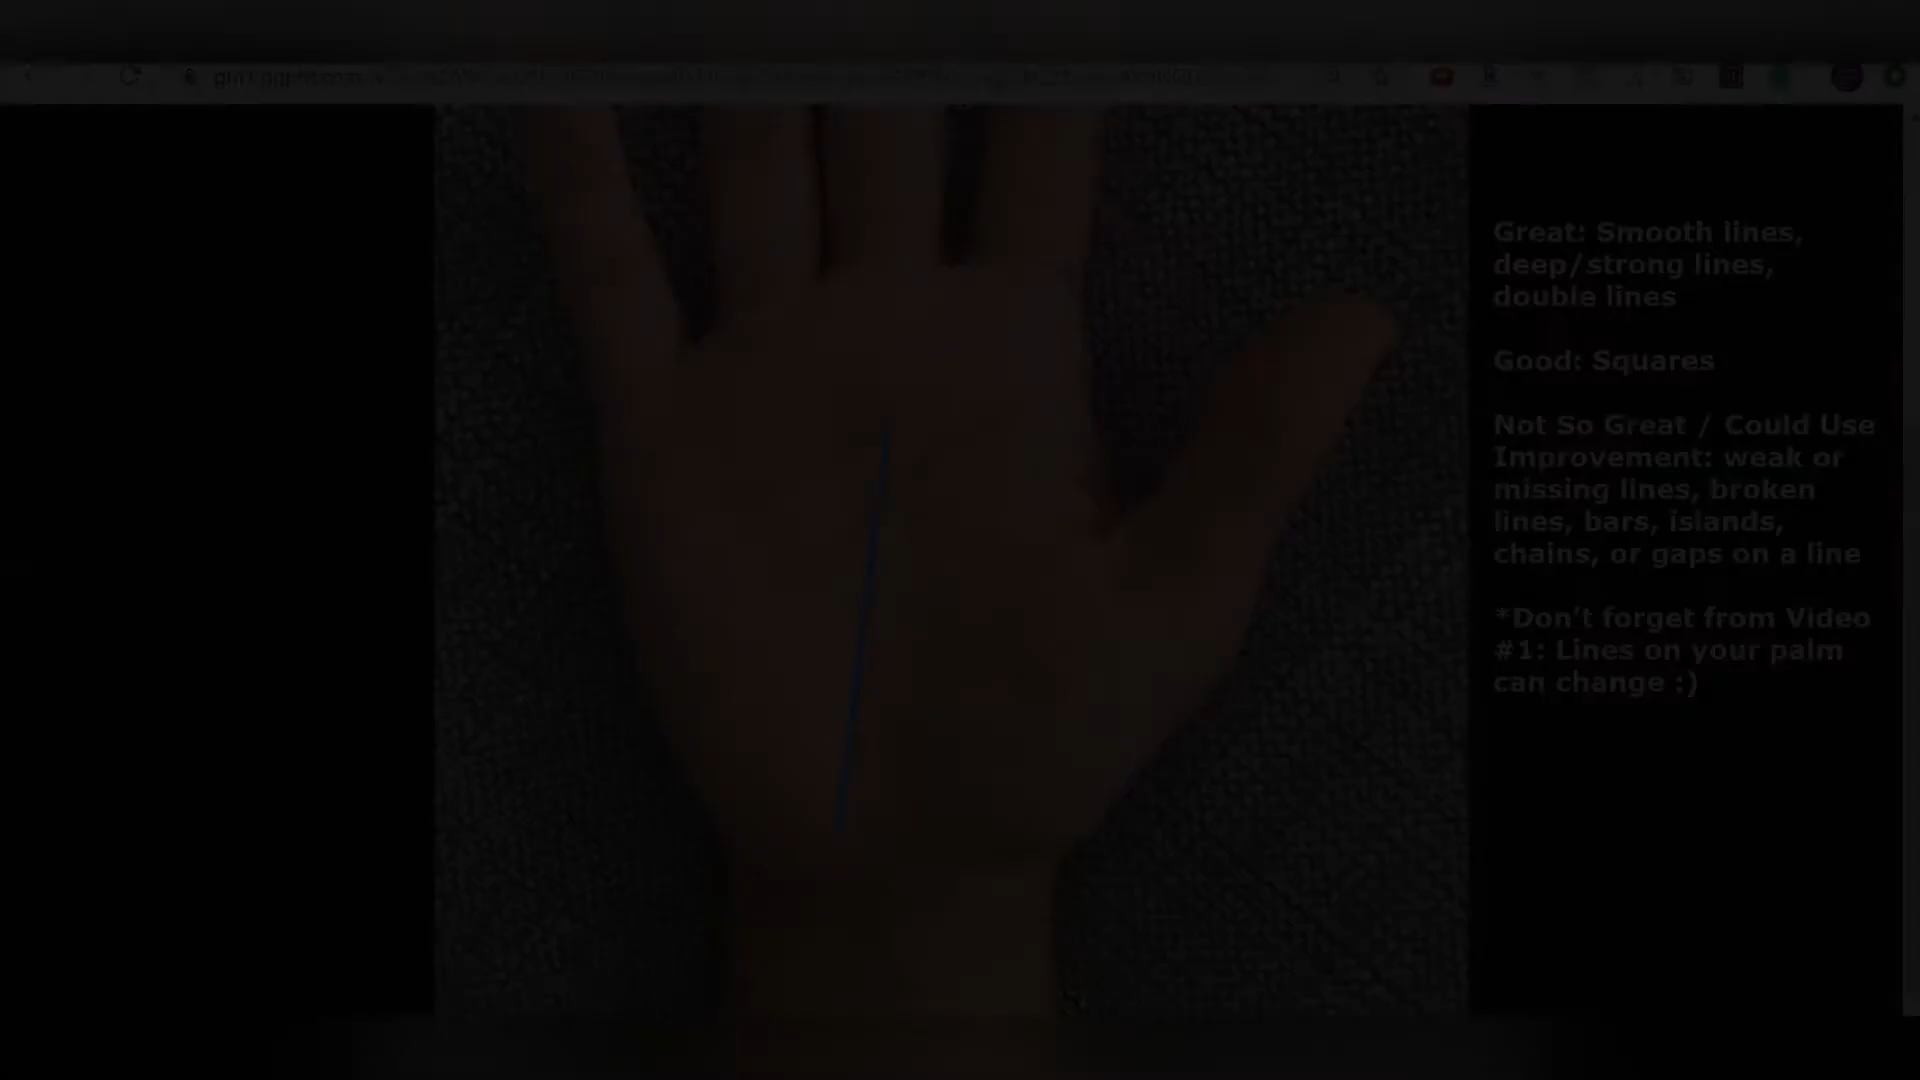 Great: Smooth lines,
deep/strong lines,
double lines
Good: Squares
Not So Great / Could Use
Improvement: weak or
missing lines, broken
lines, bars, islands,
chains, or gaps on a line
*Don't forget from Video
#1: Lines on your palm
can change :)